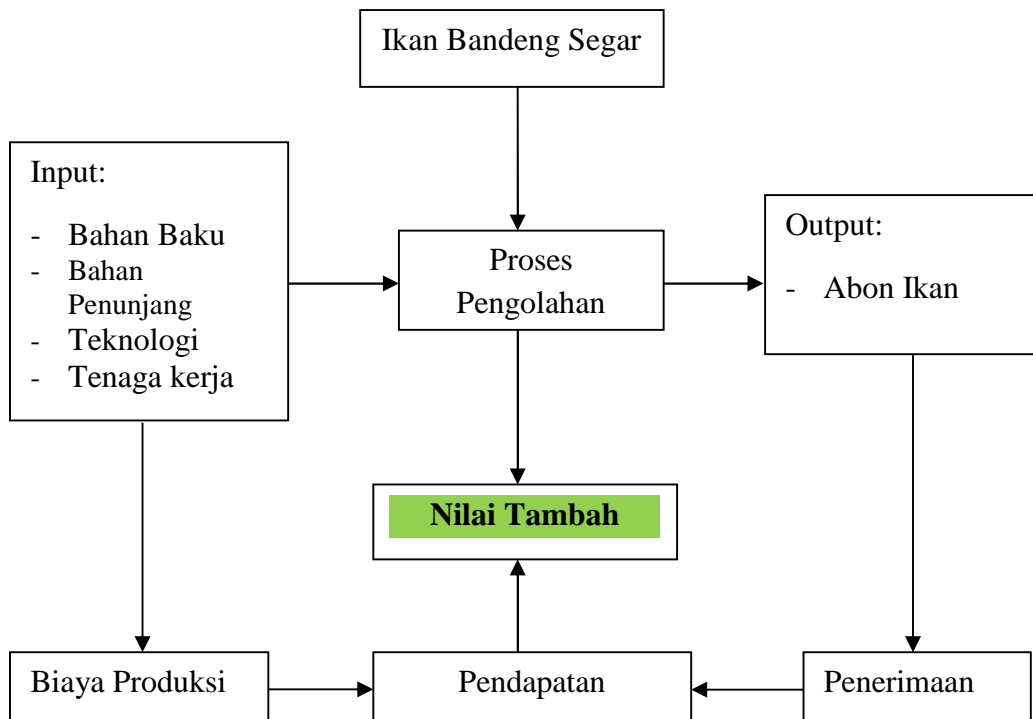 Ikan Bandeng Segar
Input:
- Bahan Baku
- Bahan
Penunjang
- Teknologi
- Tenaga kerja
Proses
Pengolahan
Output:
- Abon Ikan
Nilai Tambah
Biaya Produksi
Pendapatan
Penerimaan